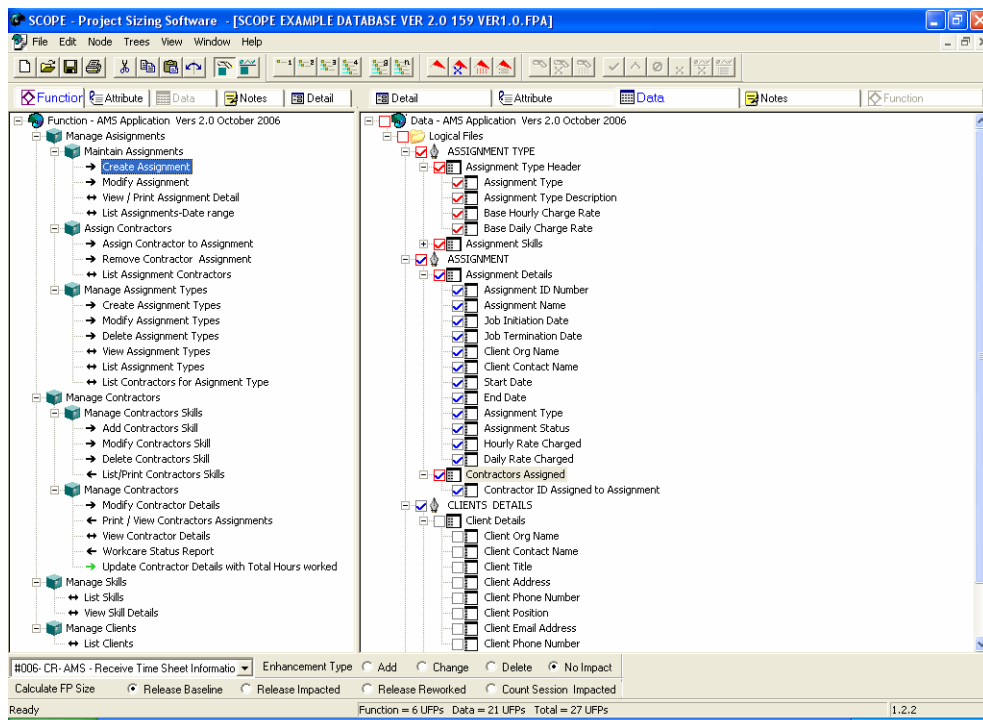 SCOPE - Project Sizing Software - [SCOPE EXAMPLE DATABASE VER 2.0 159 VER1.0.FPA]
File Edit Node Trees View Window Help
Function Attribute Data Notes Detail
Detail Attribute Data Notes Function
Function - AMS Application Vers 2.0 October 2006
Manage Asisignments
Maintain Assignments
Create Assignment
Modify Assignment
View / Print Assignment Detail
List Assignments-Date range
Assign Contractors
Assign Contractor to Assignment
Remove Contractor Assignment
List Assignment Contractors
Manage Assignment Types
Create Assignment Types
Modify Assignment Types
Delete Assignment Types
View Assignment Types
List Assignment Types
List Contractors for Asignment Type
Manage Contractors
Manage Contractors Skills
Add Contractors Skill
Modify Contractors Skill
Delete Contractors Skill
List/Print Contractors Skills
Manage Contractors
Modify Contractor Details
Print / View Contractors Assignments
View Contractor Details
Workcare Status Report
Update Contractor Details with Total Hours worked
Manage Skills
List Skills
View Skill Details
Manage Clients
List Clients
Data - AMS Application Vers 2.0 October 2006
Logical Files
ASSIGNMENT TYPE
Assignment Type Header
Assignment Type
Assignment Type Description
Base Hourly Charge Rate
Base Daily Charge Rate
Assignment Skills
ASSIGNMENT
Assignment Details
Assignment ID Number
Assignment Name
Job Initiation Date
Job Termination Date
Client Org Name
Client Contact Name
Start Date
End Date
Assignment Type
Assignment Status
Hourly Rate Charged
Daily Rate Charged
Contractors Assigned
Contractor ID Assigned to Assignment
CLIENTS DETAILS
Client Details
Client Org Name
Client Contact Name
Client Title
Client Address
Client Phone Number
Client Position
Client Email Address
Client Phone Number
#006- CR- AMS - Receive Time Sheet Informatio Enhancement Type Add Change Delete No Impact
Calculate FP Size Release Baseline Release Impacted Release Reworked Count Session Impacted
Ready Function = 6 UFPs Data = 21 UFPs Total = 27 UFPs 1.2.2